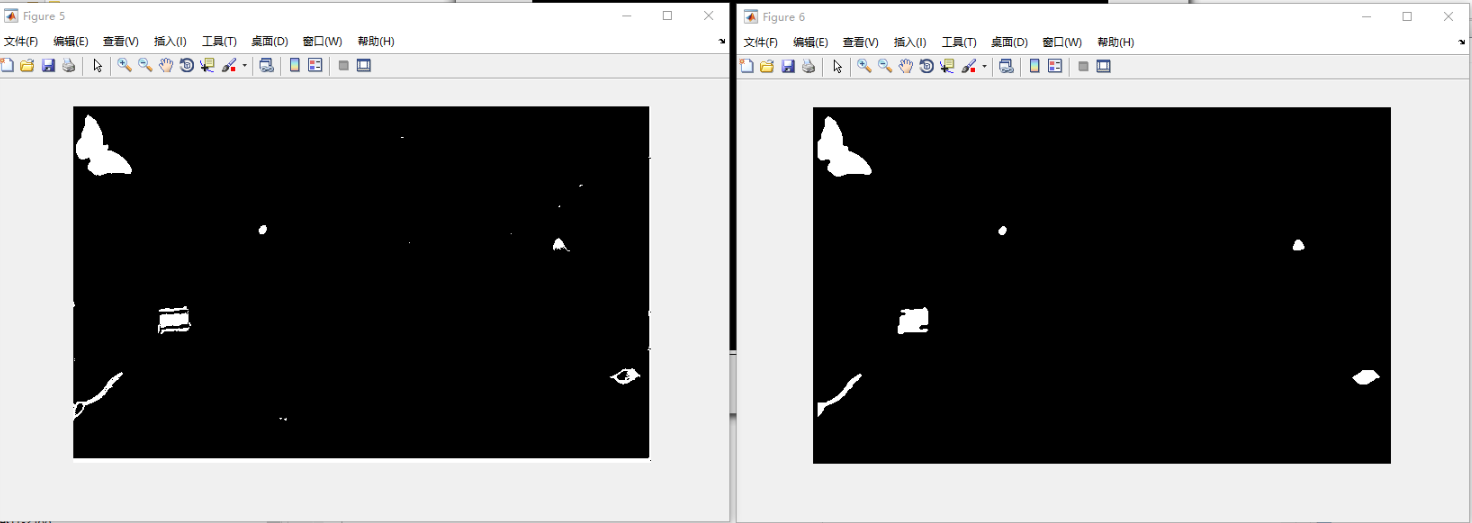 Figure 5
文件(F) 编辑(E) 查看(V) 插入(I) 工具(T) 桌面(D) 窗口(W) 帮助(H)
Figure 6
文件(F) 编辑(E) 查看(V) 插入(I) 工具(T) 桌面(D) 窗口(W) 帮助(H)